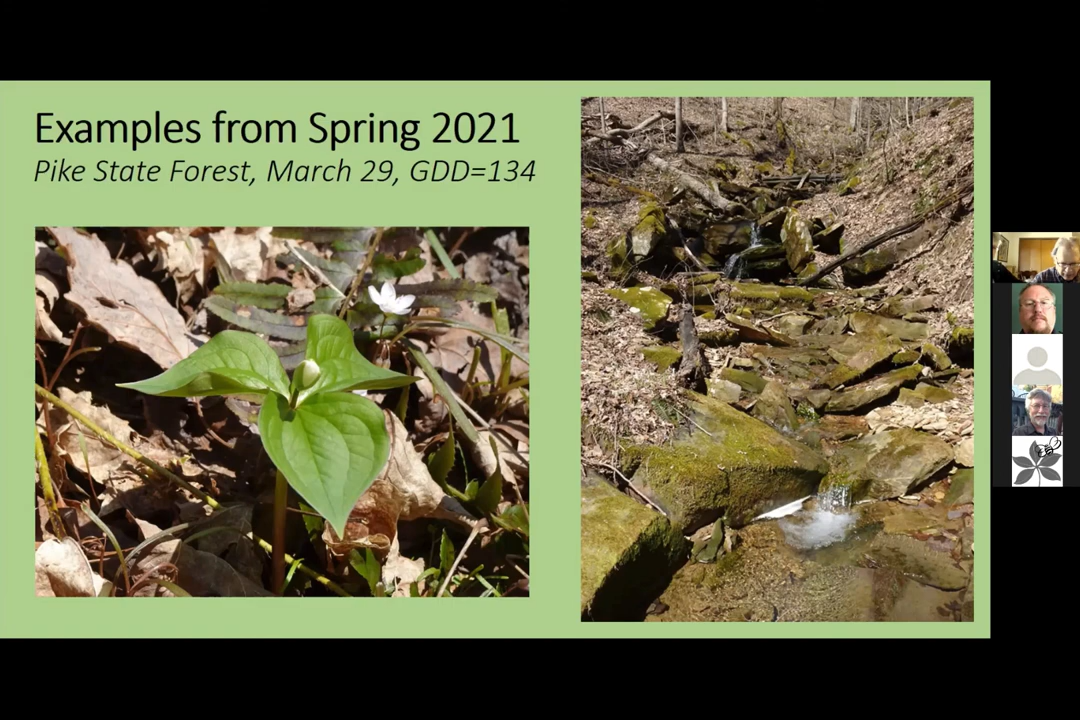 Examples from Spring 2021
Pike State Forest, March 29, GDD=134